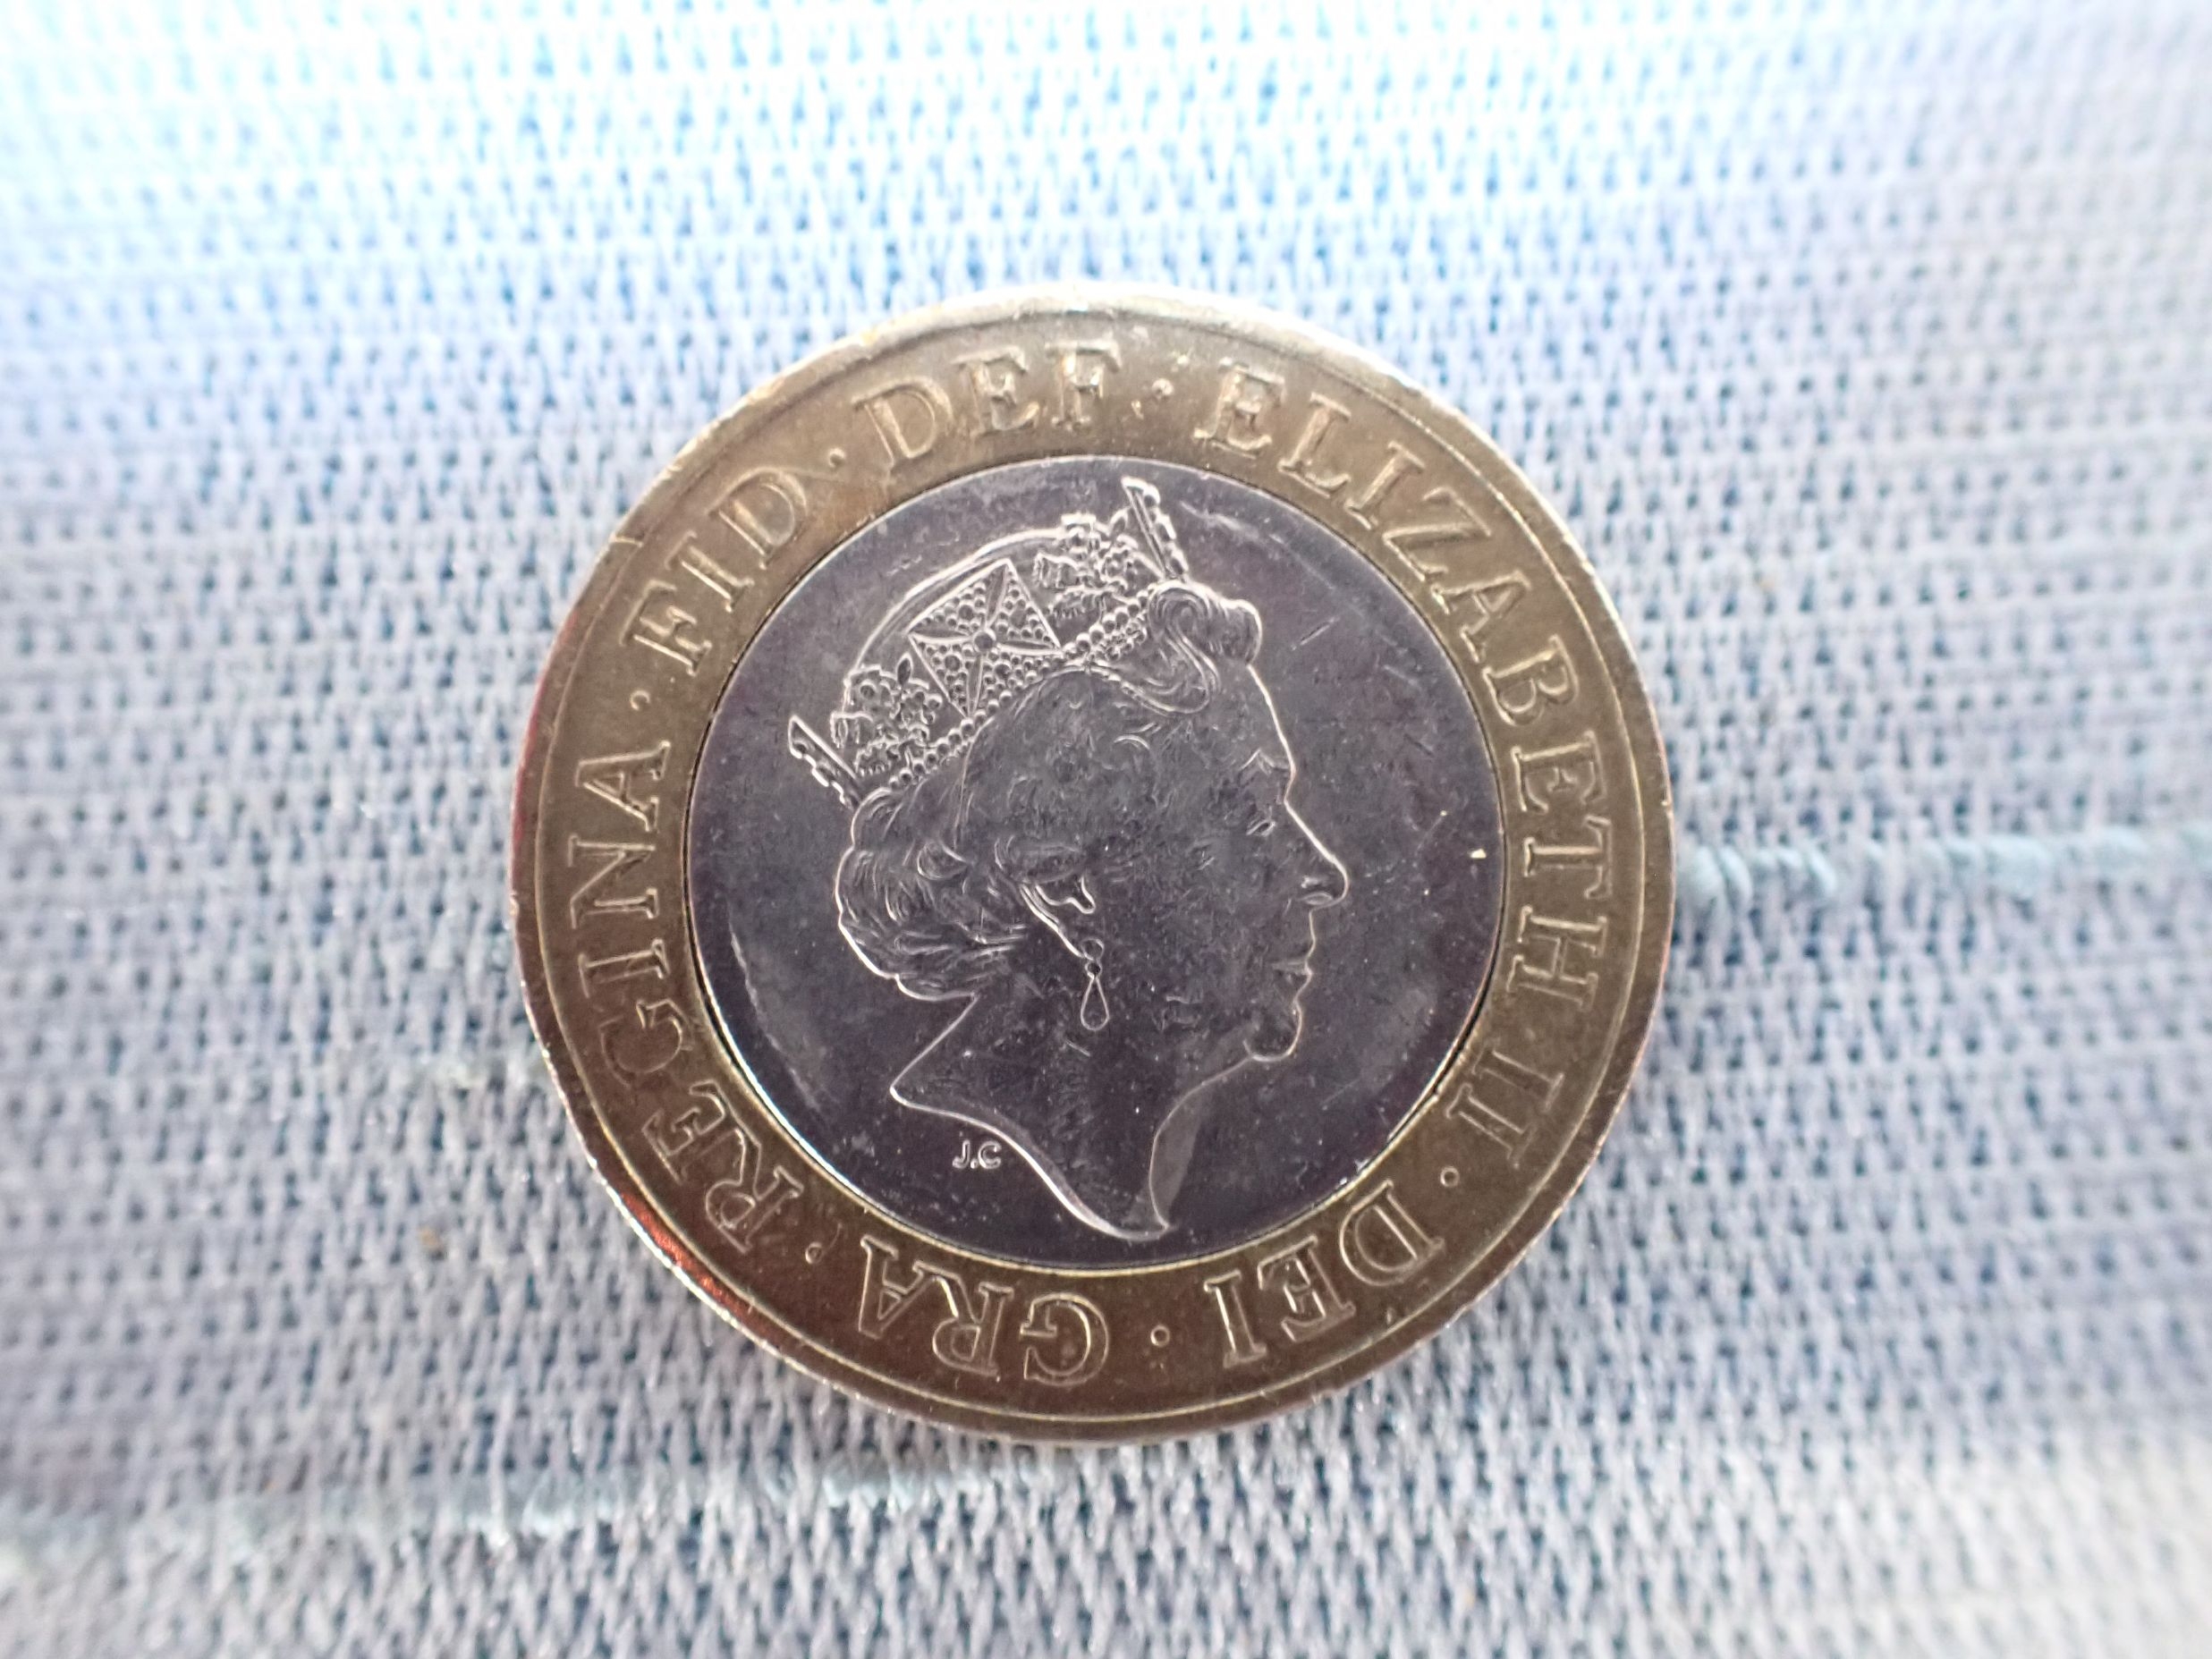 ELIZABETH II · DEI · GRA · REGINA · FID · DEF ·
J.C